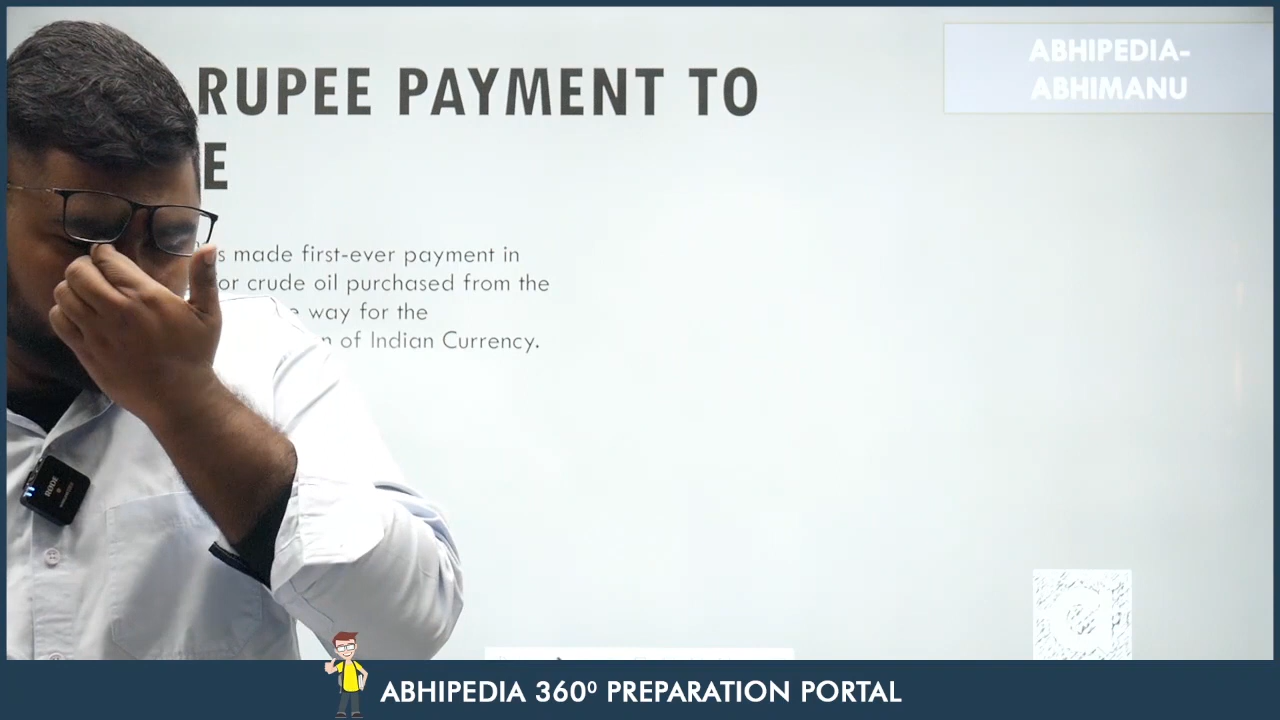 RUPEE PAYMENT TO
E
ABHIPEDIA-
ABHIMANU
s made first-ever payment in
or crude oil purchased from the
e way for the
n of Indian Currency.
RODE
ABHIPEDIA 360⁰ PREPARATION PORTAL